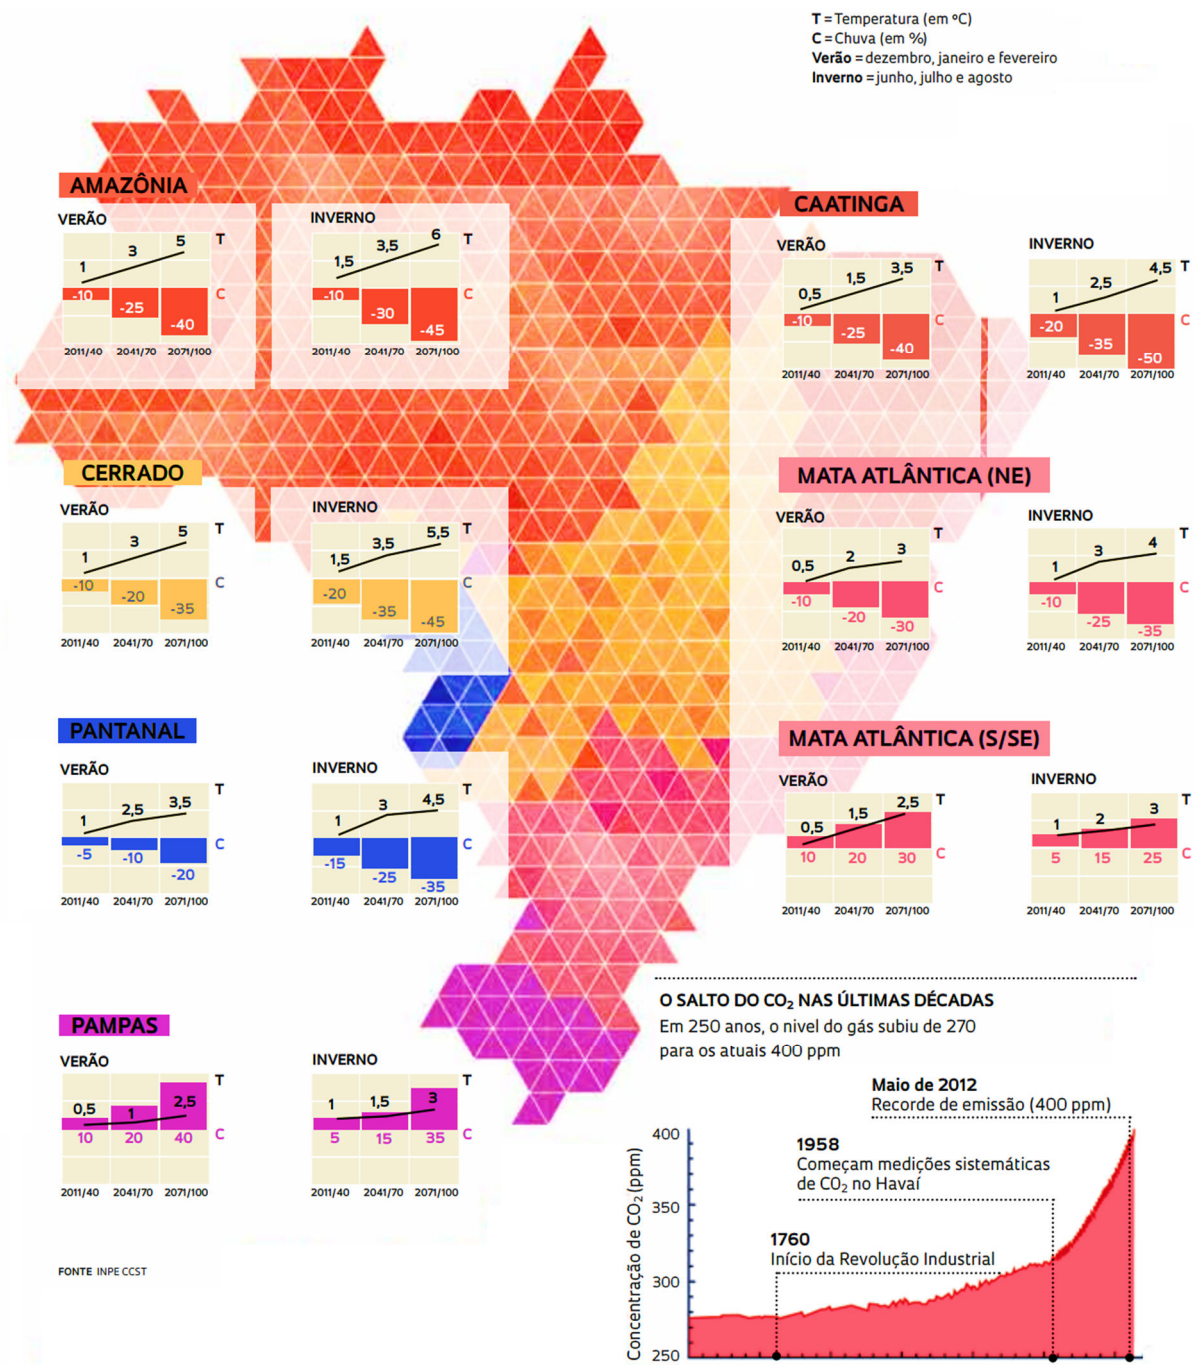 T = Temperatura (em ºC)
C = Chuva (em %)
Verão = dezembro, janeiro e fevereiro
Inverno = junho, julho e agosto
AMAZÔNIA
VERÃO
1 3 5 T
-10 -25 -40 C
2011/40 2041/70 2071/100
INVERNO
1,5 3,5 6 T
-10 -30 -45 C
2011/40 2041/70 2071/100
CAATINGA
VERÃO
0,5 1,5 3,5 T
-10 -25 -40 C
2011/40 2041/70 2071/100
INVERNO
1 2,5 4,5 T
-20 -35 -50 C
2011/40 2041/70 2071/100
CERRADO
VERÃO
1 3 5 T
-10 -20 -35 C
2011/40 2041/70 2071/100
INVERNO
1,5 3,5 5,5 T
-20 -35 -45 C
2011/40 2041/70 2071/100
MATA ATLÂNTICA (NE)
VERÃO
0,5 2 3 T
-10 -20 -30 C
2011/40 2041/70 2071/100
INVERNO
1 3 4 T
-10 -25 -35 C
2011/40 2041/70 2071/100
PANTANAL
VERÃO
1 2,5 3,5 T
-5 -10 -20 C
2011/40 2041/70 2071/100
INVERNO
1 3 4,5 T
-15 -25 -35 C
2011/40 2041/70 2071/100
MATA ATLÂNTICA (S/SE)
VERÃO
0,5 1,5 2,5 T
10 20 30 C
2011/40 2041/70 2071/100
INVERNO
1 2 3 T
5 15 25 C
2011/40 2041/70 2071/100
PAMPAS
VERÃO
0,5 1 2,5 T
10 20 40 C
2011/40 2041/70 2071/100
INVERNO
1 1,5 3 T
5 15 35 C
2011/40 2041/70 2071/100
FONTE INPE CCST
O SALTO DO CO₂ NAS ÚLTIMAS DÉCADAS
Em 250 anos, o nivel do gás subiu de 270
para os atuais 400 ppm
Maio de 2012
Recorde de emissão (400 ppm)
1958
Começam medições sistemáticas
de CO₂ no Havaí
1760
Início da Revolução Industrial
Concentração de CO₂ (ppm)
400
350
300
250